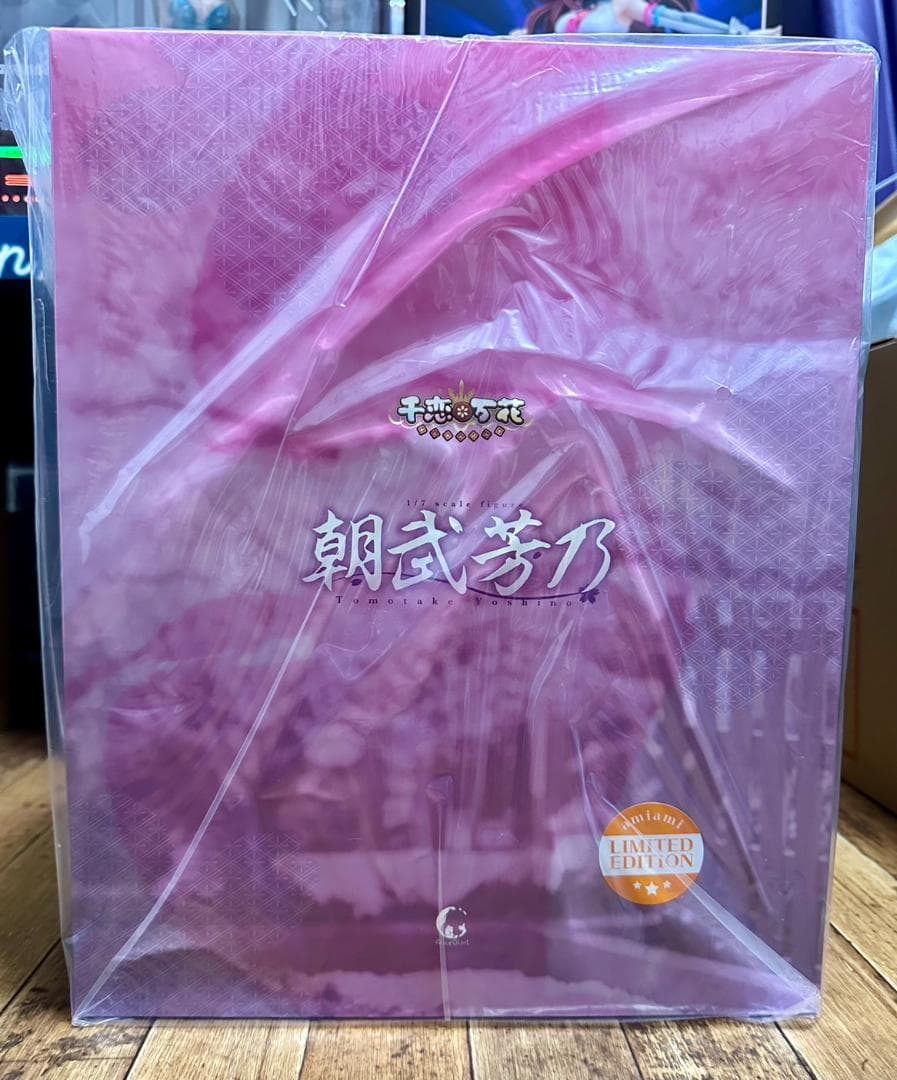 千恋＊万花
1/7 scale figure
朝武芳乃
Tomotake Yoshino
amiami
LIMITED
EDITION